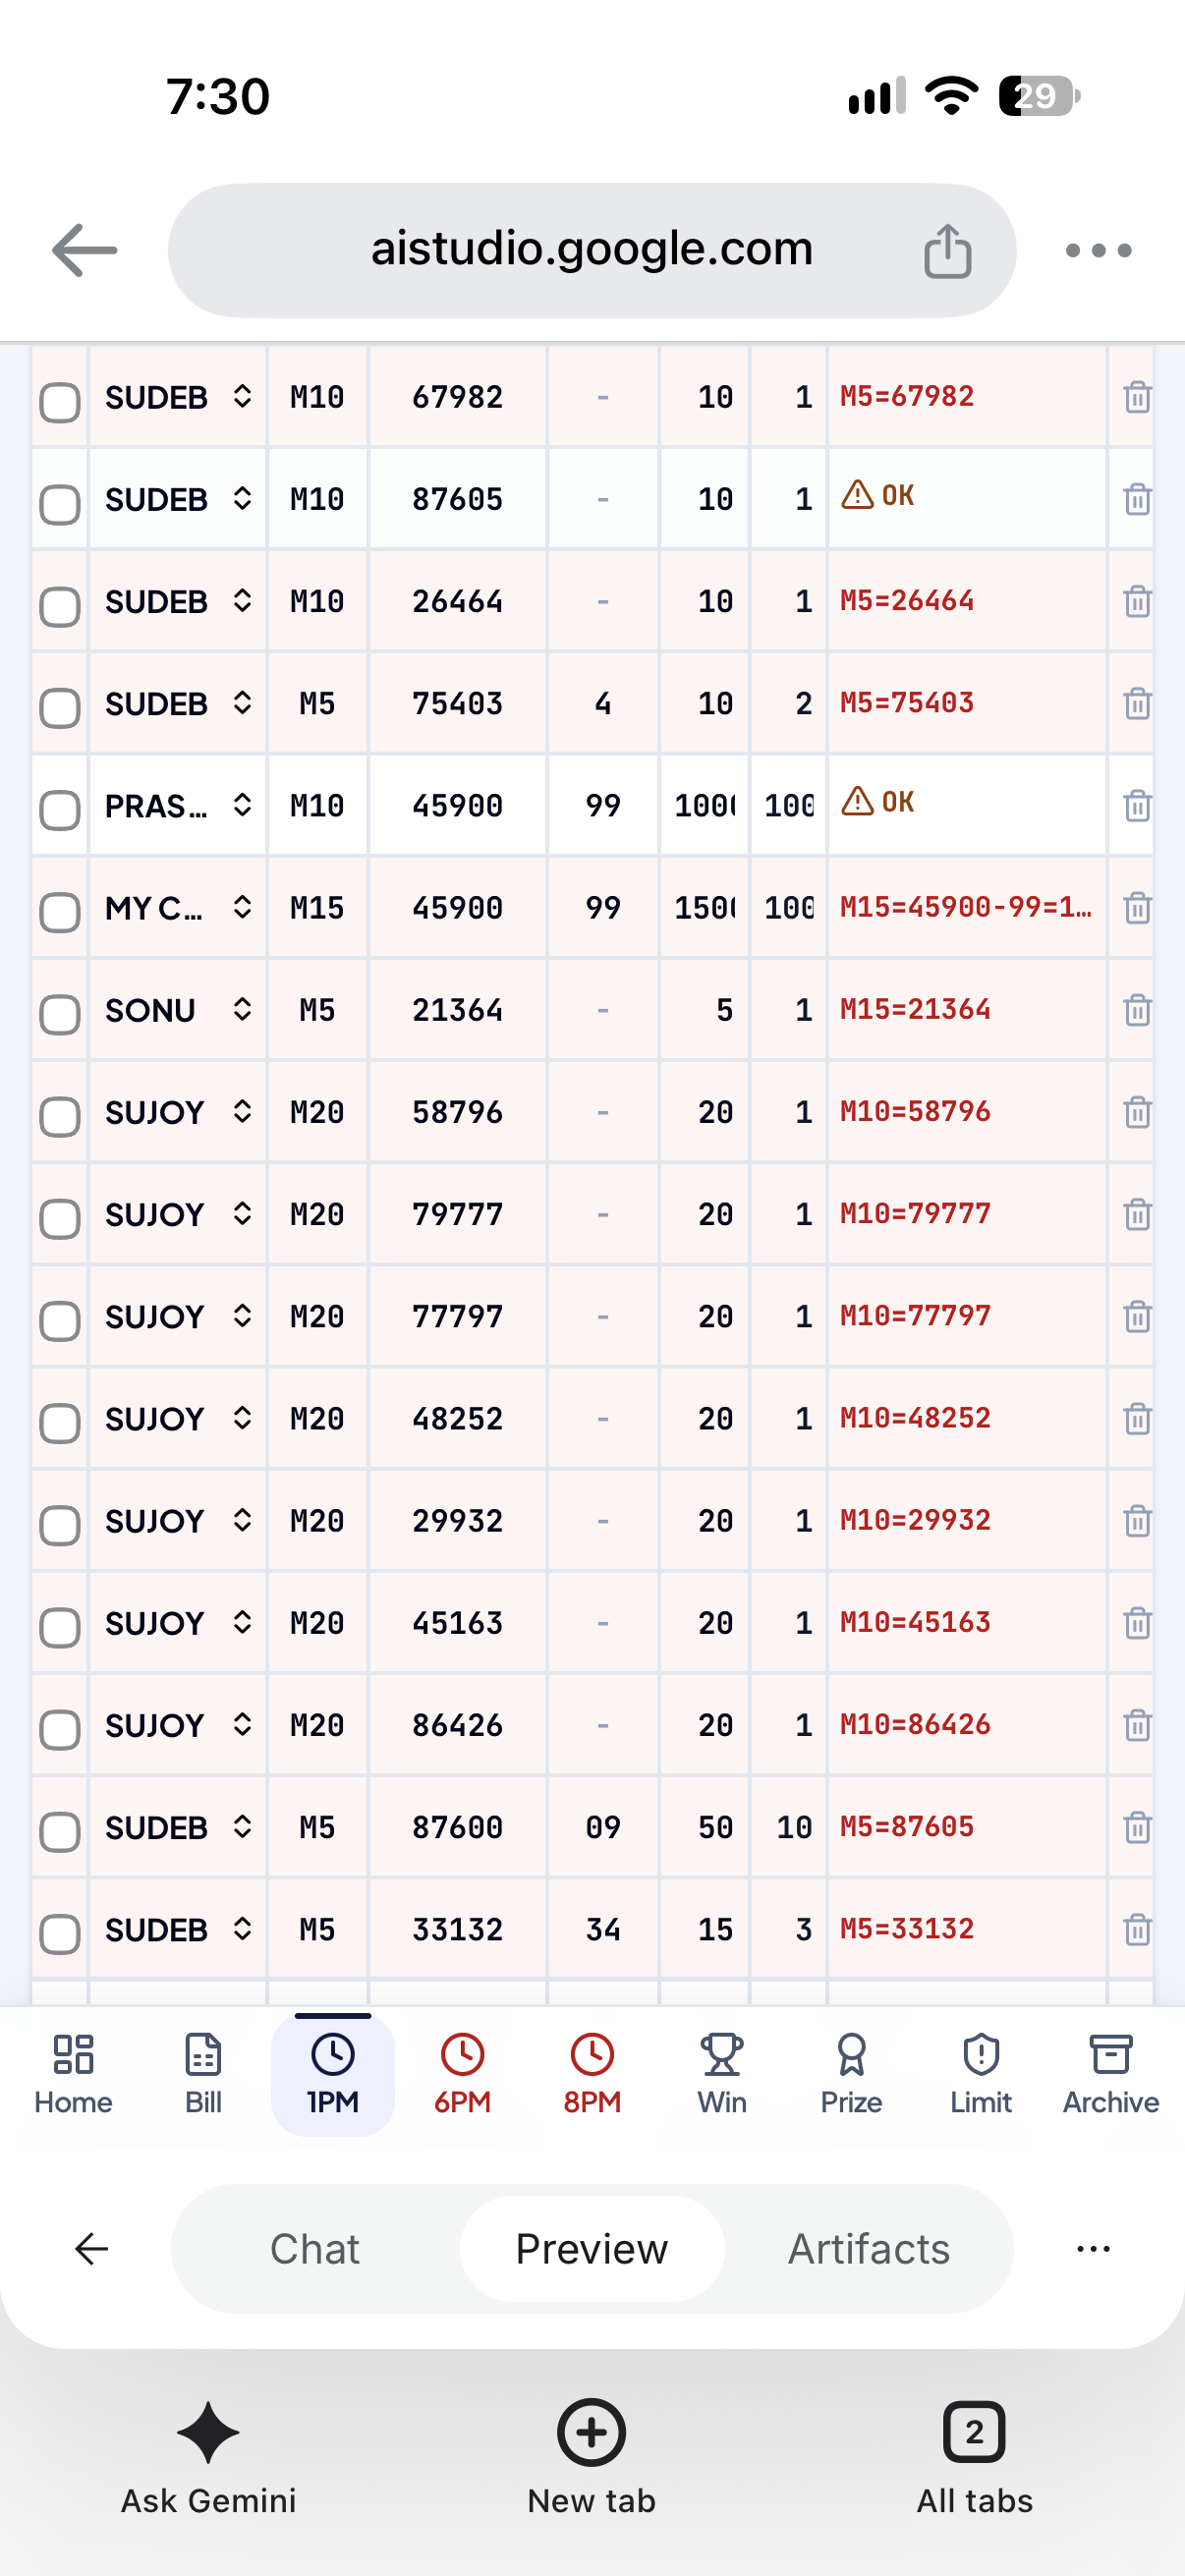 7:30
29
aistudio.google.com
SUDEB M10 67982 - 10 1 M5=67982
SUDEB M10 87605 - 10 1 OK
SUDEB M10 26464 - 10 1 M5=26464
SUDEB M5 75403 4 10 2 M5=75403
PRAS... M10 45900 99 100 100 OK
MY C... M15 45900 99 150 100 M15=45900-99=1...
SONU M5 21364 - 5 1 M15=21364
SUJOY M20 58796 - 20 1 M10=58796
SUJOY M20 79777 - 20 1 M10=79777
SUJOY M20 77797 - 20 1 M10=77797
SUJOY M20 48252 - 20 1 M10=48252
SUJOY M20 29932 - 20 1 M10=29932
SUJOY M20 45163 - 20 1 M10=45163
SUJOY M20 86426 - 20 1 M10=86426
SUDEB M5 87600 09 50 10 M5=87605
SUDEB M5 33132 34 15 3 M5=33132
Home Bill 1PM 6PM 8PM Win Prize Limit Archive
Chat Preview Artifacts
2
Ask Gemini New tab All tabs